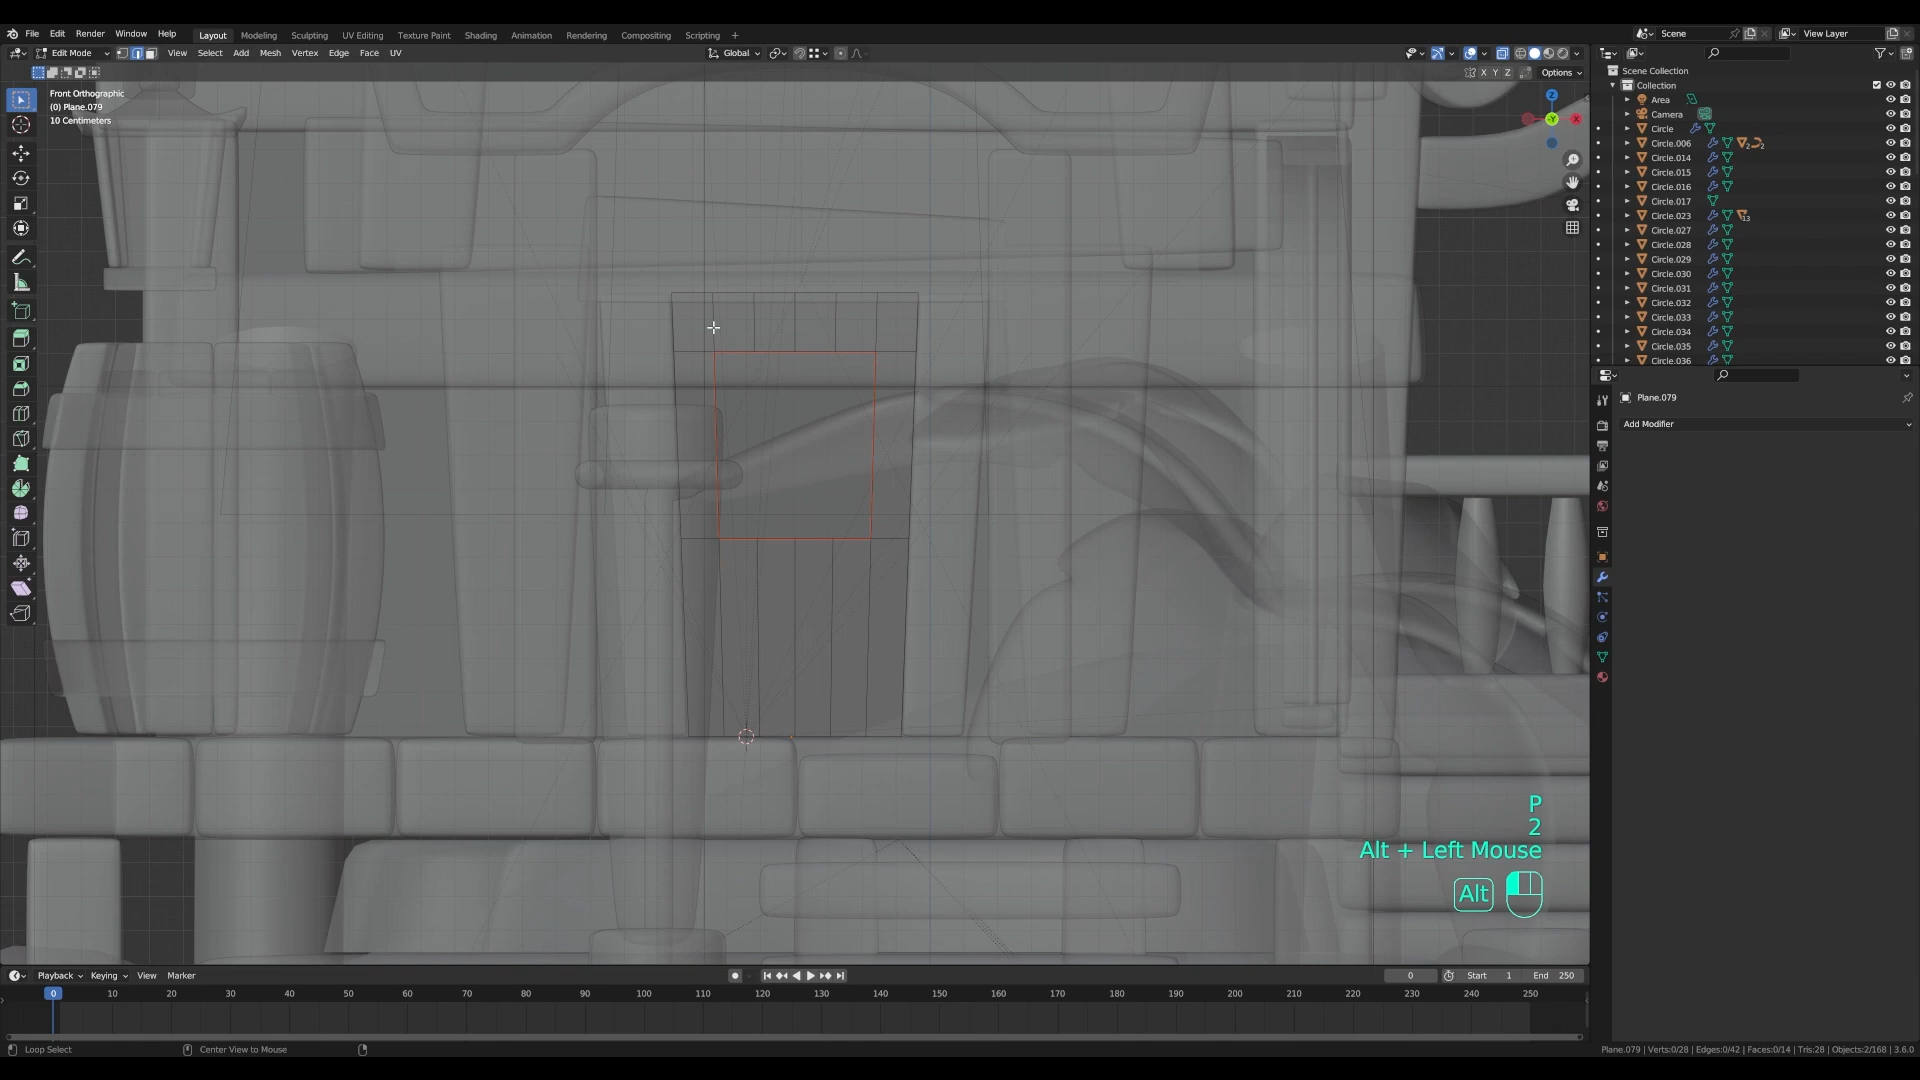 File Edit Render Window Help Layout Modeling Sculpting UV Editing Texture Paint Shading Animation Rendering Compositing Scripting + Scene View Layer
Edit Mode View Select Add Mesh Vertex Edge Face UV Global
X Y Z Options
Front Orthographic
(0) Plane.079
10 Centimeters
Z
Y
X
Scene Collection
Collection
Area
Camera
Circle
Circle.006 2 2
Circle.014
Circle.015
Circle.016
Circle.017
Circle.023 13
Circle.027
Circle.028
Circle.029
Circle.030
Circle.031
Circle.032
Circle.033
Circle.034
Circle.035
Circle.036
Plane.079
Add Modifier
P
2
Alt + Left Mouse
Alt
Playback Keying View Marker 0 Start 1 End 250
0 10 20 30 40 50 60 70 80 90 100 110 120 130 140 150 160 170 180 190 200 210 220 230 240 250
Loop Select Center View to Mouse Plane.079 | Verts:0/28 | Edges:0/42 | Faces:0/14 | Tris:28 | Objects:2/168 | 3.6.0